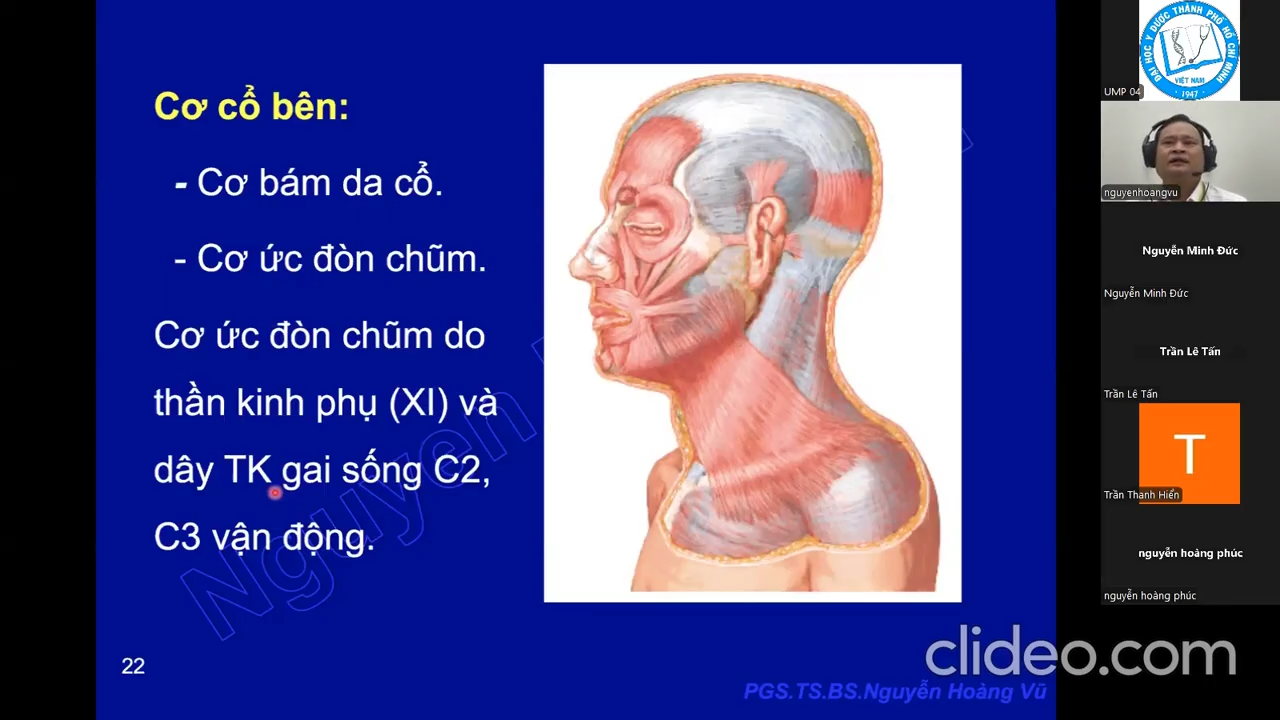 Cơ cổ bên:
- Cơ bám da cổ.
- Cơ ức đòn chũm.
Cơ ức đòn chũm do
thần kinh phụ (XI) và
dây TK gai sống C2,
C3 vận động.
22
PGS.TS.BS.Nguyễn Hoàng Vũ
clideo.com
ĐẠI HỌC Y DƯỢC THÀNH PHỐ HỒ CHÍ MINH
VIỆT NAM
· 1947 ·
UMP 04
nguyenhoangvu
Nguyễn Minh Đức
Nguyễn Minh Đức
Trần Lê Tấn
Trần Lê Tấn
T
Trần Thanh Hiển
nguyễn hoàng phúc
nguyễn hoàng phúc